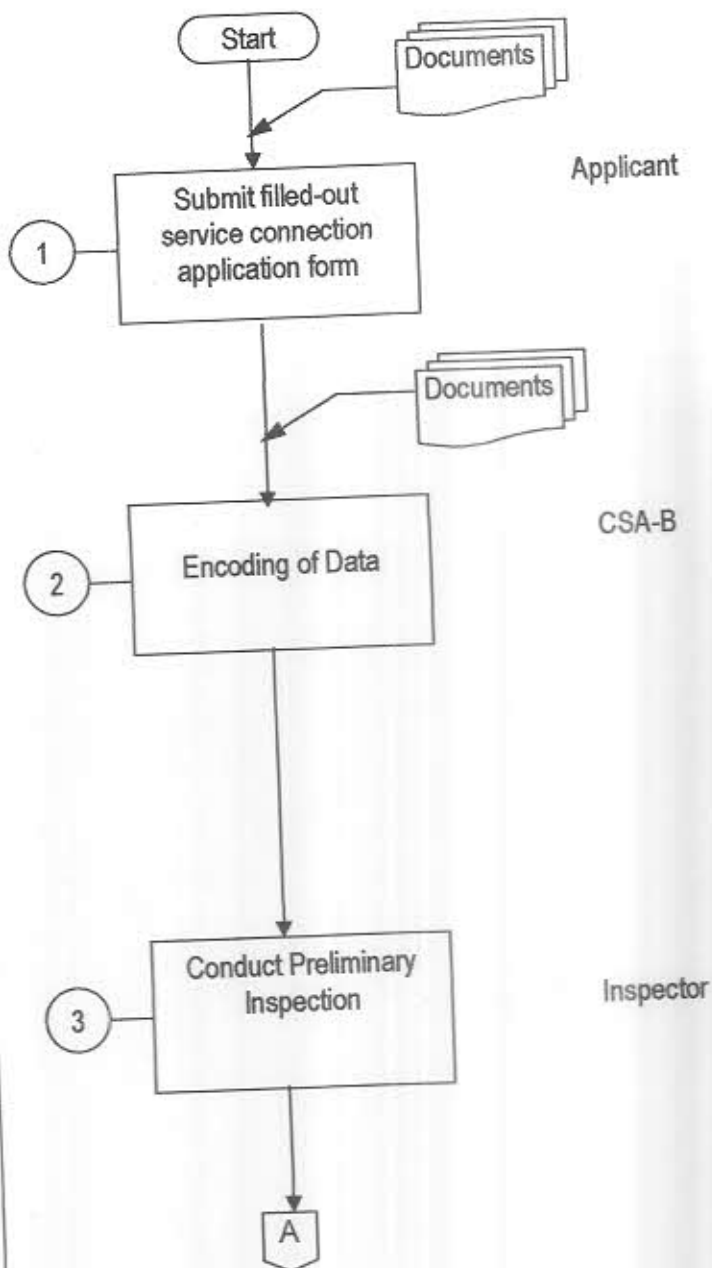 Start
Documents
Applicant
Submit filled-out
service connection
application form
1
Documents
CSA-B
Encoding of Data
2
Conduct Preliminary
Inspection
Inspector
3
A